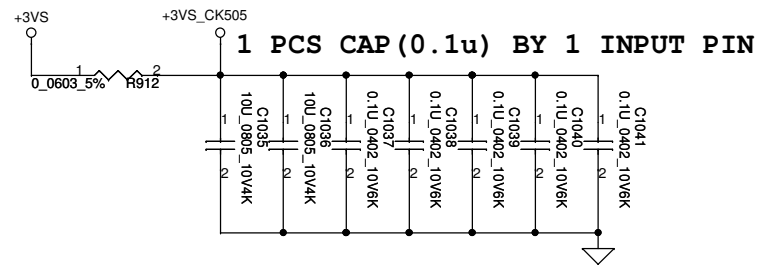 +3VS
+3VS_CK505
1 PCS CAP(0.1u) BY 1 INPUT PIN
1 2
0_0603_5% R912
C1035
10U_0805_10V4K
1
2
C1036
10U_0805_10V4K
1
2
C1037
0.1U_0402_10V6K
1
2
C1038
0.1U_0402_10V6K
1
2
C1039
0.1U_0402_10V6K
1
2
C1040
0.1U_0402_10V6K
1
2
C1041
0.1U_0402_10V6K
1
2